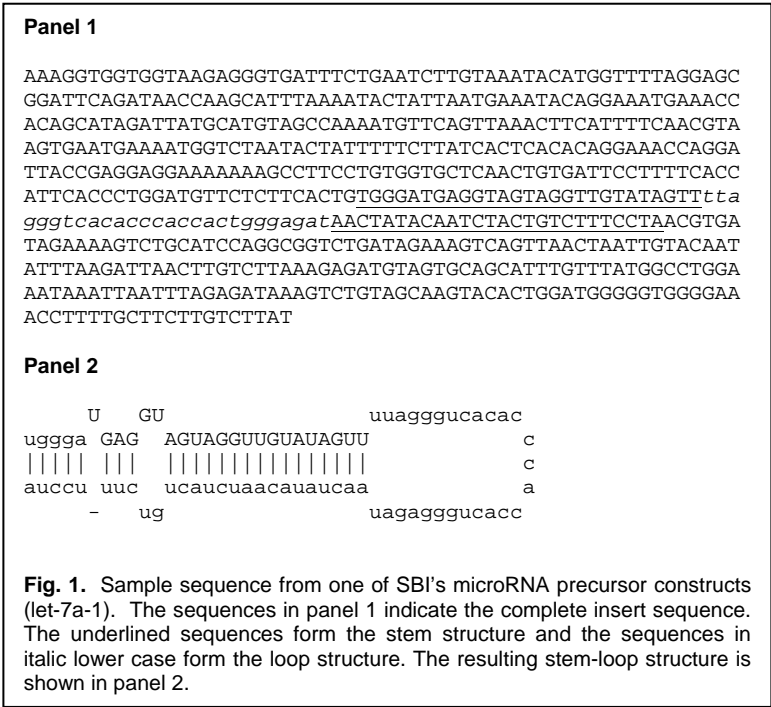 Panel 1
AAAGGTGGTGGTAAGAGGGTGATTTCTGAATCTTGTAAATACATGGTTTTAGGAGC
GGATTCAGATAACCAAGCATTTAAAATACTATTAATGAAATACAGGAAATGAAACC
ACAGCATAGATTATGCATGTAGCCAAAATGTTCAGTTAAACTTCATTTTCAACGTA
AGTGAATGAAAATGGTCTAATACTATTTTTCTTATCACTCACACAGGAAACCAGGA
TTACCGAGGAGGAAAAAAAGCCTTCCTGTGGTGCTCAACTGTGATTCCTTTTCACC
ATTCACCCTGGATGTTCTCTTCACTGTGGGATGAGGTAGTAGGTTGTATAGTTtta
gggtcacacccaccactgggagatAACTATACAATCTACTGTCTTTCCTAACGTGA
TAGAAAAGTCTGCATCCAGGCGGTCTGATAGAAAGTCAGTTAACTAATTGTACAAT
ATTTAAGATTAACTTGTCTTAAAGAGATGTAGTGCAGCATTTGTTTATGGCCTGGA
AATAAATTAATTTAGAGATAAAGTCTGTAGCAAGTACACTGGATGGGGGTGGGGAA
ACCTTTTGCTTCTTGTCTTAT
Panel 2
U GU uuagggucacac
uggga GAG AGUAGGUUGUAUAGUU c
||||| ||| |||||||||||||||| c
auccu uuc ucaucuaacauaucaa a
- ug uagagggucacc
Fig. 1. Sample sequence from one of SBI's microRNA precursor constructs
(let-7a-1). The sequences in panel 1 indicate the complete insert sequence.
The underlined sequences form the stem structure and the sequences in
italic lower case form the loop structure. The resulting stem-loop structure is
shown in panel 2.